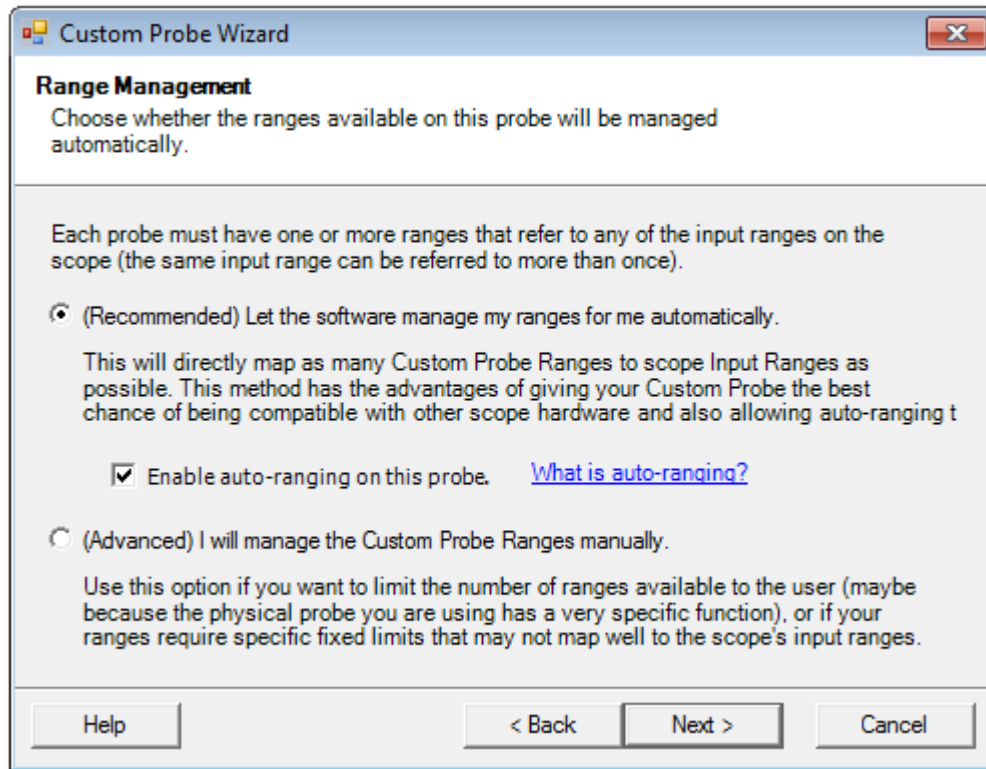 Custom Probe Wizard
Range Management
Choose whether the ranges available on this probe will be managed
automatically.
Each probe must have one or more ranges that refer to any of the input ranges on the
scope (the same input range can be referred to more than once).
(Recommended) Let the software manage my ranges for me automatically.
This will directly map as many Custom Probe Ranges to scope Input Ranges as
possible. This method has the advantages of giving your Custom Probe the best
chance of being compatible with other scope hardware and also allowing auto-ranging t
Enable auto-ranging on this probe. What is auto-ranging?
(Advanced) I will manage the Custom Probe Ranges manually.
Use this option if you want to limit the number of ranges available to the user (maybe
because the physical probe you are using has a very specific function), or if your
ranges require specific fixed limits that may not map well to the scope's input ranges.
Help < Back Next > Cancel